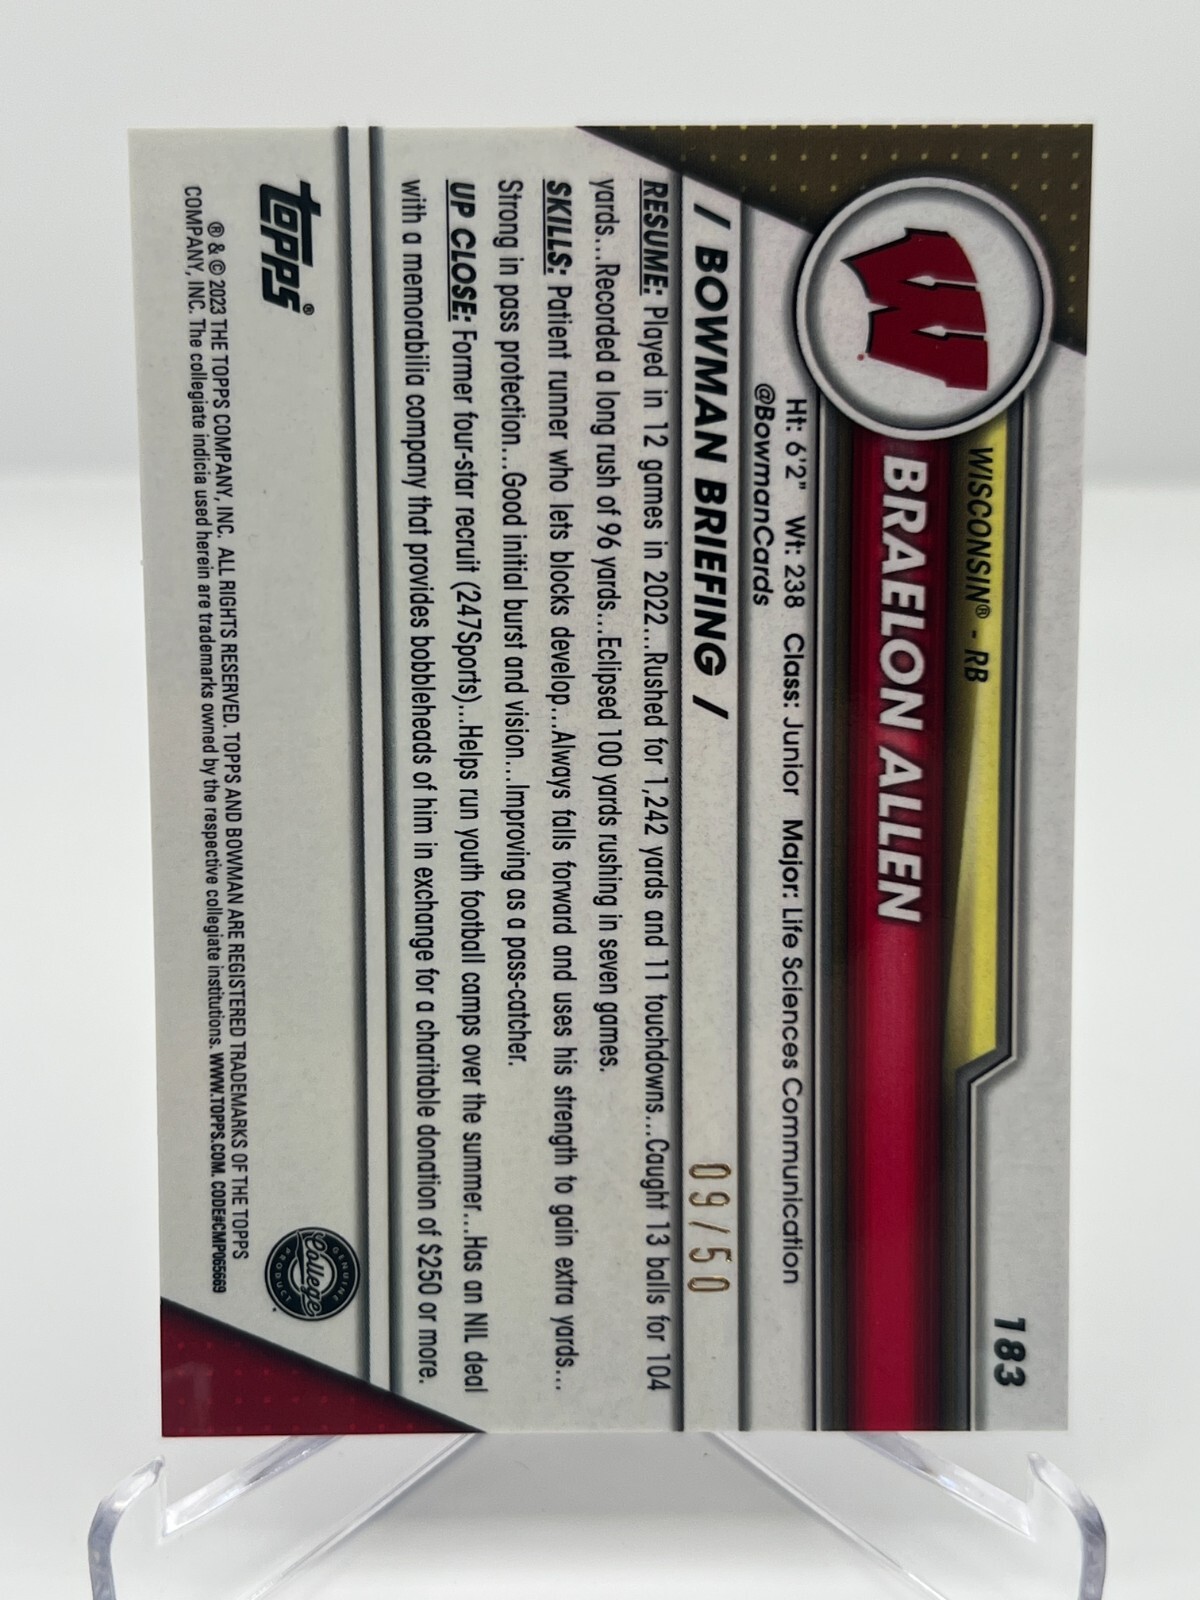 183
WISCONSIN® - RB
BRAELON ALLEN
W
Ht: 6'2" Wt: 238 Class: Junior Major: Life Sciences Communication
@BowmanCards
/ BOWMAN BRIEFING /
09/50
RESUME: Played in 12 games in 2022...Rushed for 1,242 yards and 11 touchdowns...Caught 13 balls for 104
yards...Recorded a long rush of 96 yards...Eclipsed 100 yards rushing in seven games.
SKILLS: Patient runner who lets blocks develop...Always falls forward and uses his strength to gain extra yards...
Strong in pass protection...Good initial burst and vision...Improving as a pass-catcher.
UP CLOSE: Former four-star recruit (247Sports)...Helps run youth football camps over the summer...Has an NIL deal
with a memorabilia company that provides bobbleheads of him in exchange for a charitable donation of $250 or more.
topps®
GENUINE
College
PRODUCT
® & © 2023 THE TOPPS COMPANY, INC. ALL RIGHTS RESERVED. TOPPS AND BOWMAN ARE REGISTERED TRADEMARKS OF THE TOPPS
COMPANY, INC. The collegiate indicia used herein are trademarks owned by the respective collegiate institutions. WWW.TOPPS.COM. CODE#CMP065669